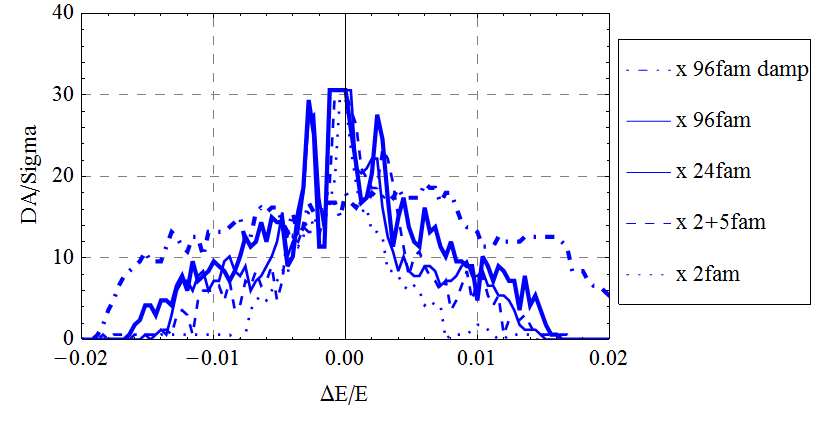 40
30
20
10
0
DA/Sigma
−0.02
−0.01
0.00
0.01
0.02
ΔE/E
x 96fam damp
x 96fam
x 24fam
x 2+5fam
x 2fam